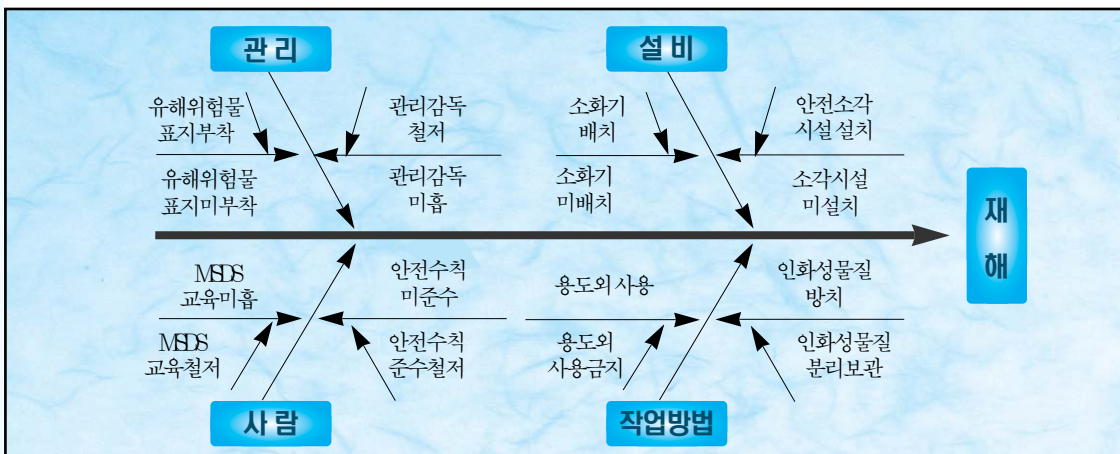 관 리
설 비
유해위험물
표지부착
관리감독
철저
소화기
배치
안전소각
시설 설치
유해위험물
표지미부착
관리감독
미흡
소화기
미배치
소각시설
미설치
재
해
MSDS
교육미흡
안전수칙
미준수
용도외 사용
인화성물질
방치
MSDS
교육철저
안전수칙
준수철저
용도외
사용금지
인화성물질
분리보관
사 람
작업방법